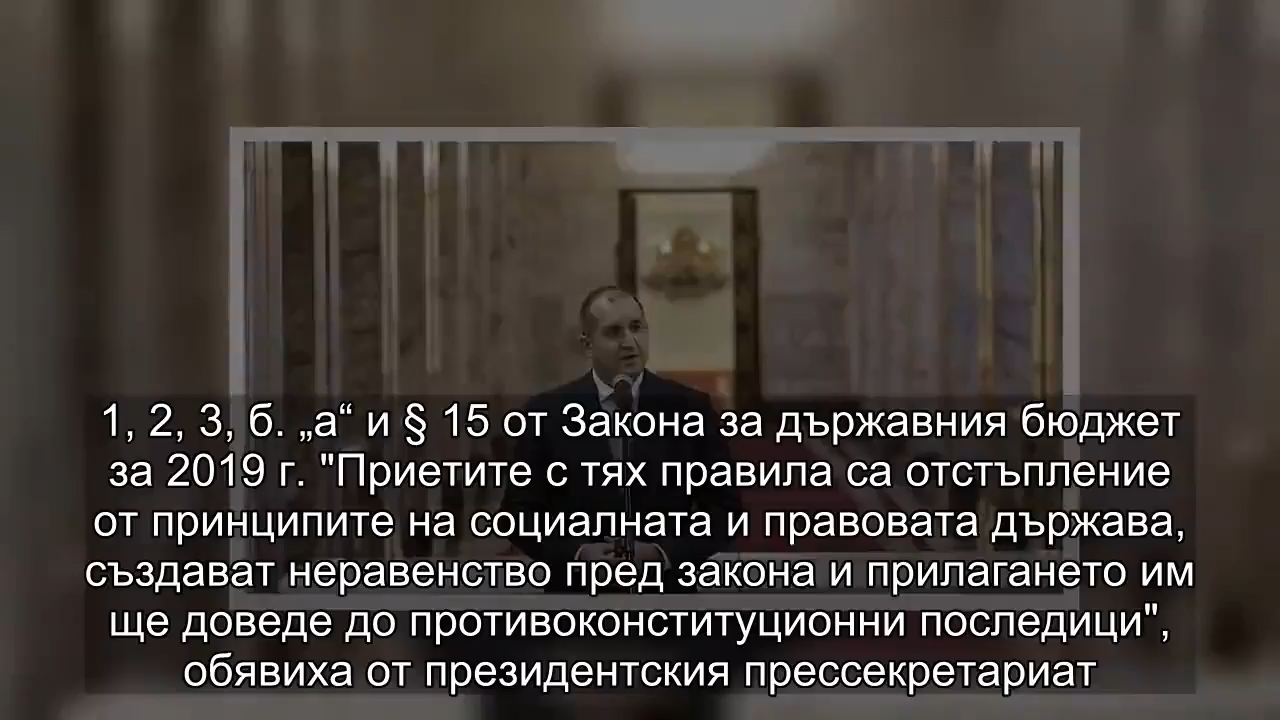 1, 2, 3, б. „а“ и § 15 от Закона за държавния бюджет
за 2019 г. "Приетите с тях правила са отстъпление
от принципите на социалната и правовата държава,
създават неравенство пред закона и прилагането им
ще доведе до противоконституционни последици",
обявиха от президентския прессекретариат